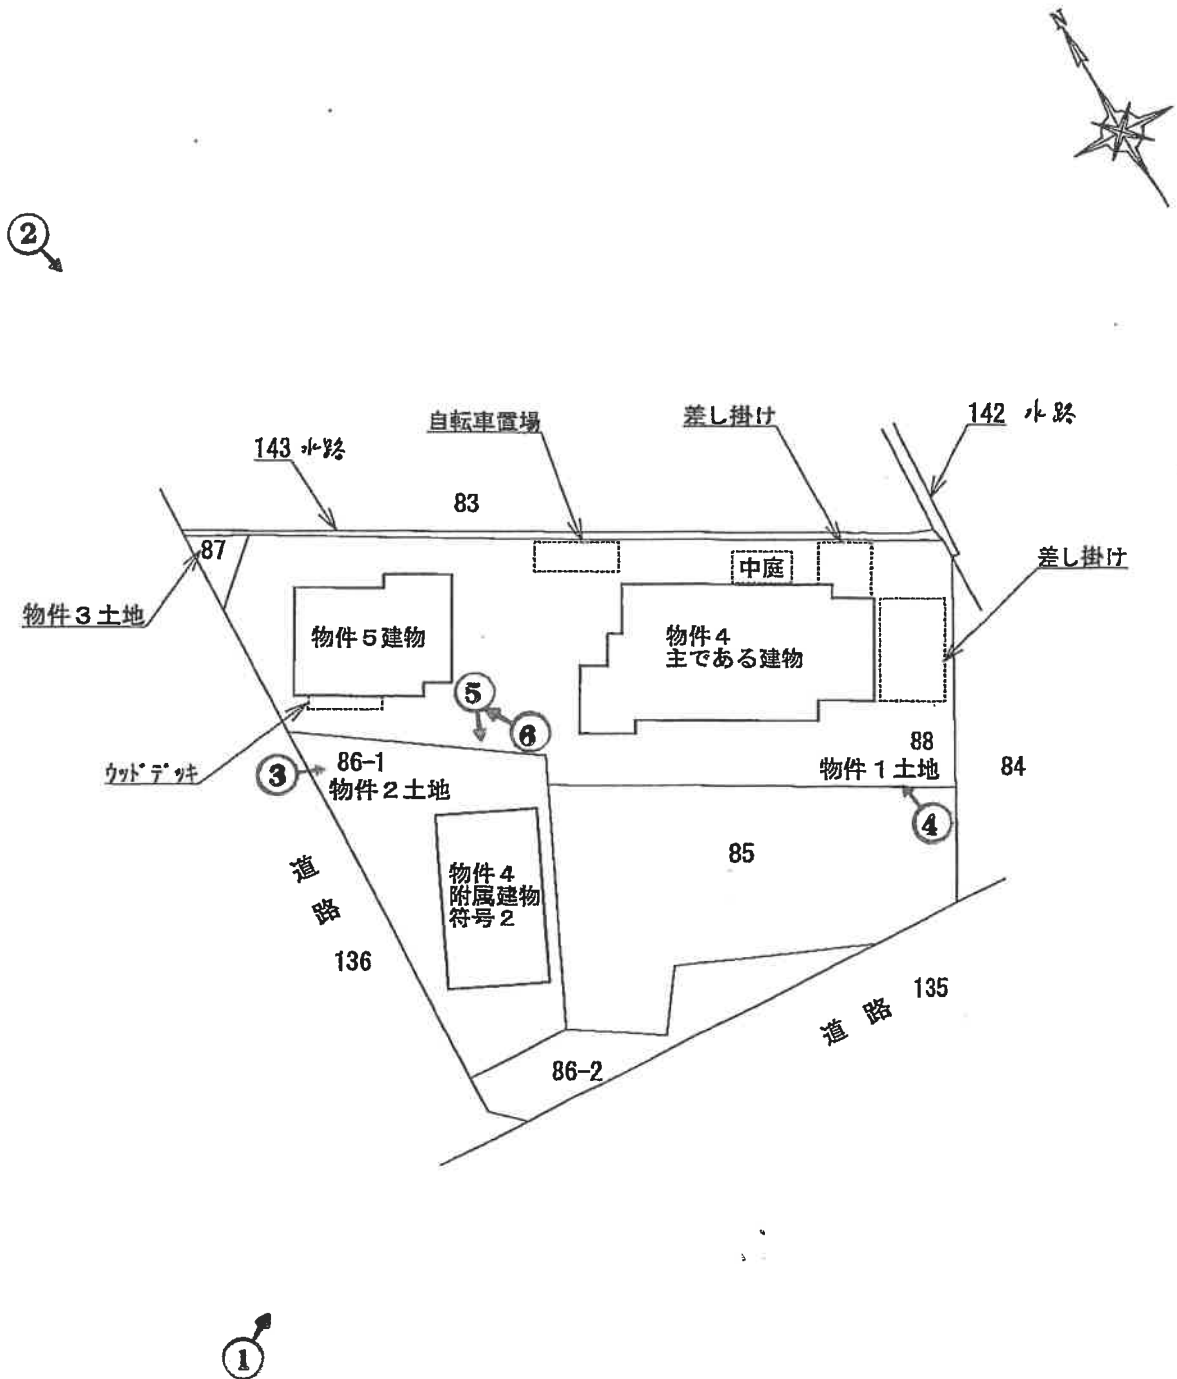 N
②
自転車置場
差し掛け
142 水路
143 水路
83
87
中庭
差し掛け
物件3土地
物件5建物
物件4
主である建物
⑤
⑥
ウッドデッキ
③
86-1
物件2土地
88
物件1土地
84
④
85
物件4
附属建物
符号2
道路
136
135
道路
86-2
①